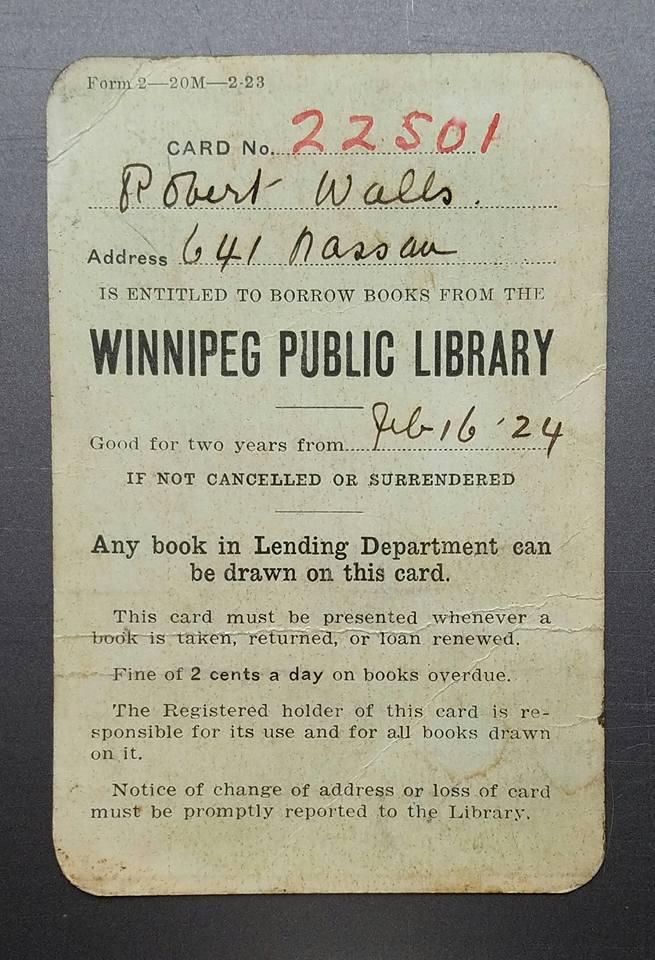 Form 2—20M—2-23
CARD No. 22501
Robert Walls.
Address 641 Nassau
IS ENTITLED TO BORROW BOOKS FROM THE
WINNIPEG PUBLIC LIBRARY
Good for two years from Feb 16 '24
IF NOT CANCELLED OR SURRENDERED
Any book in Lending Department can
be drawn on this card.
This card must be presented whenever a
book is taken, returned, or loan renewed.
Fine of 2 cents a day on books overdue.
The Registered holder of this card is re-
sponsible for its use and for all books drawn
on it.
Notice of change of address or loss of card
must be promptly reported to the Library.